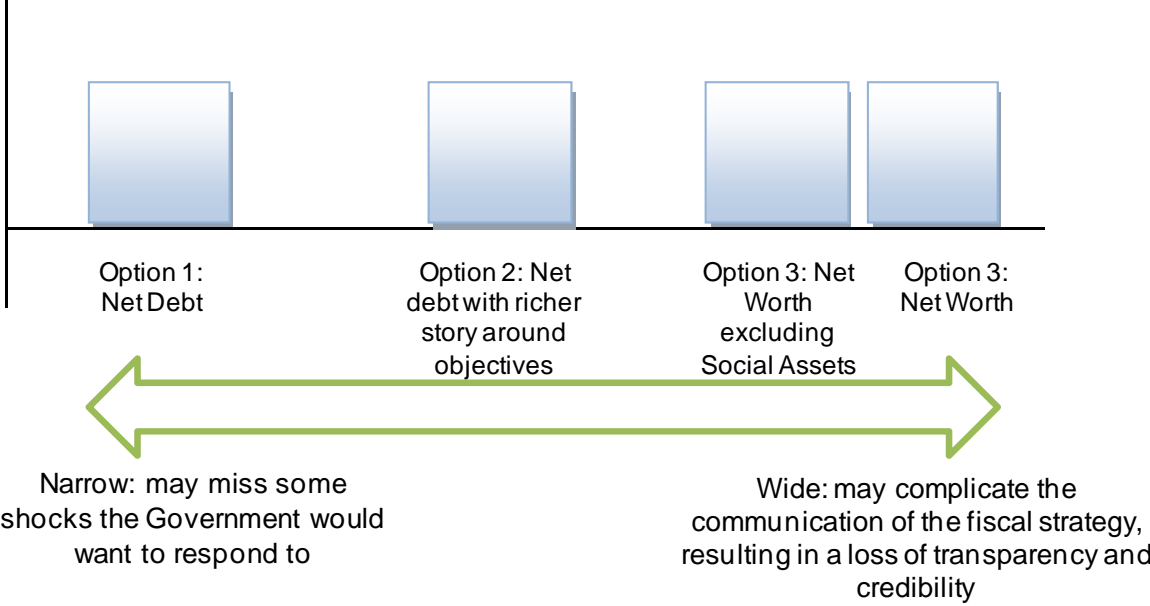 Option 1:
Net Debt
Option 2: Net
debt with richer
story around
objectives
Option 3: Net
Worth
excluding
Social Assets
Option 3:
Net Worth
Narrow: may miss some
shocks the Government would
want to respond to
Wide: may complicate the
communication of the fiscal strategy,
resulting in a loss of transparency and
credibility